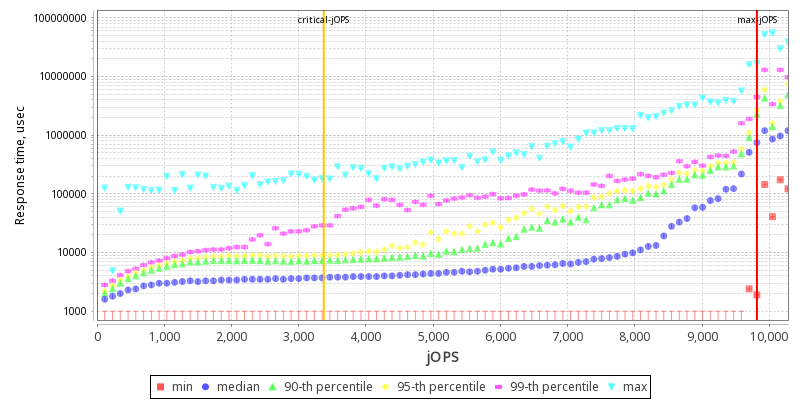 critical-jOPS
max-jOPS
100000000
10000000
1000000
100000
10000
1000
Response time, usec
0
1,000
2,000
3,000
4,000
5,000
6,000
7,000
8,000
9,000
10,000
jOPS
min
median
90-th percentile
95-th percentile
99-th percentile
max